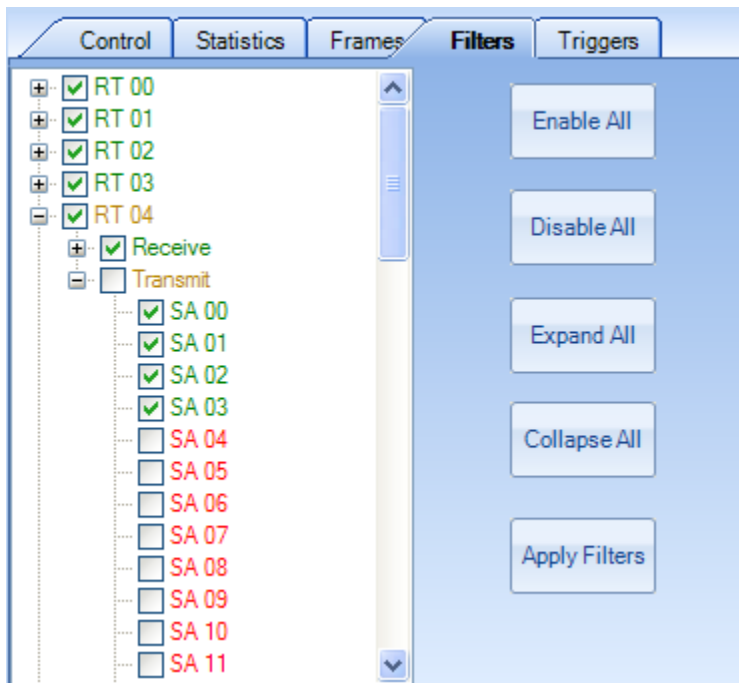 Control Statistics Frames Filters Triggers
RT 00
RT 01
RT 02
RT 03
RT 04
Receive
Transmit
SA 00
SA 01
SA 02
SA 03
SA 04
SA 05
SA 06
SA 07
SA 08
SA 09
SA 10
SA 11
Enable All
Disable All
Expand All
Collapse All
Apply Filters